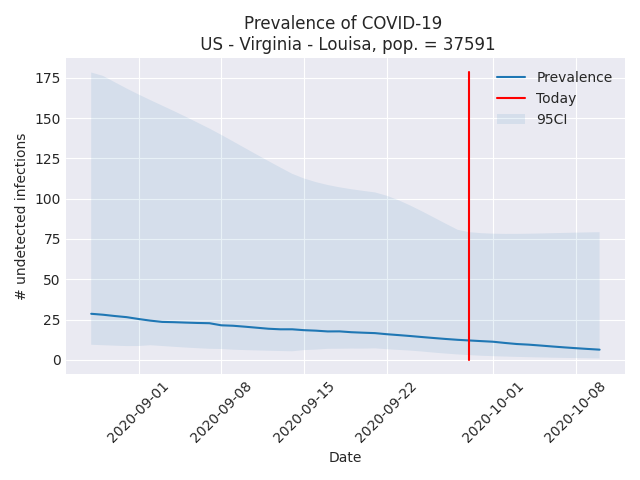 Prevalence of COVID-19
US - Virginia - Louisa, pop. = 37591
175
150
125
100
75
50
25
0
# undetected infections
Prevalence
Today
95CI
2020-09-01
2020-09-08
2020-09-15
2020-09-22
2020-10-01
2020-10-08
Date